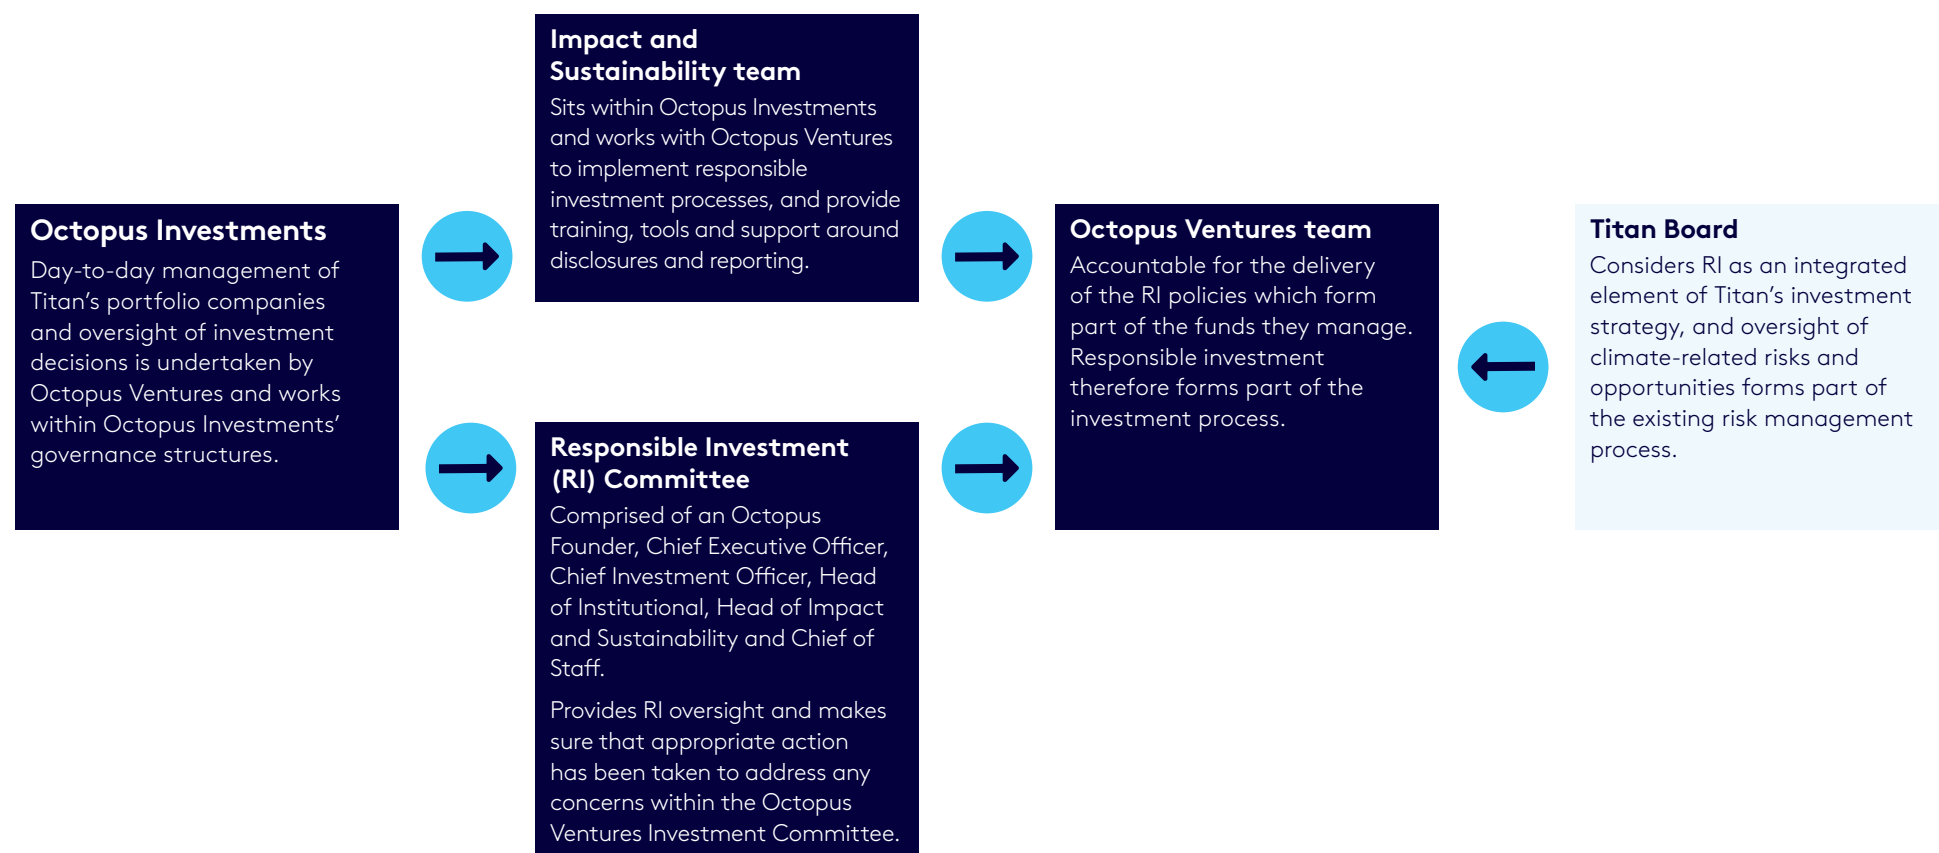 Octopus Investments
Day-to-day management of
Titan’s portfolio companies
and oversight of investment
decisions is undertaken by
Octopus Ventures and works
within Octopus Investments’
governance structures.
Impact and
Sustainability team
Sits within Octopus Investments
and works with Octopus Ventures
to implement responsible
investment processes, and provide
training, tools and support around
disclosures and reporting.
Responsible Investment
(RI) Committee
Comprised of an Octopus
Founder, Chief Executive Officer,
Chief Investment Officer, Head
of Institutional, Head of Impact
and Sustainability and Chief of
Staff.
Provides RI oversight and makes
sure that appropriate action
has been taken to address any
concerns within the Octopus
Ventures Investment Committee.
Octopus Ventures team
Accountable for the delivery
of the RI policies which form
part of the funds they manage.
Responsible investment
therefore forms part of the
investment process.
Titan Board
Considers RI as an integrated
element of Titan’s investment
strategy, and oversight of
climate-related risks and
opportunities forms part of
the existing risk management
process.